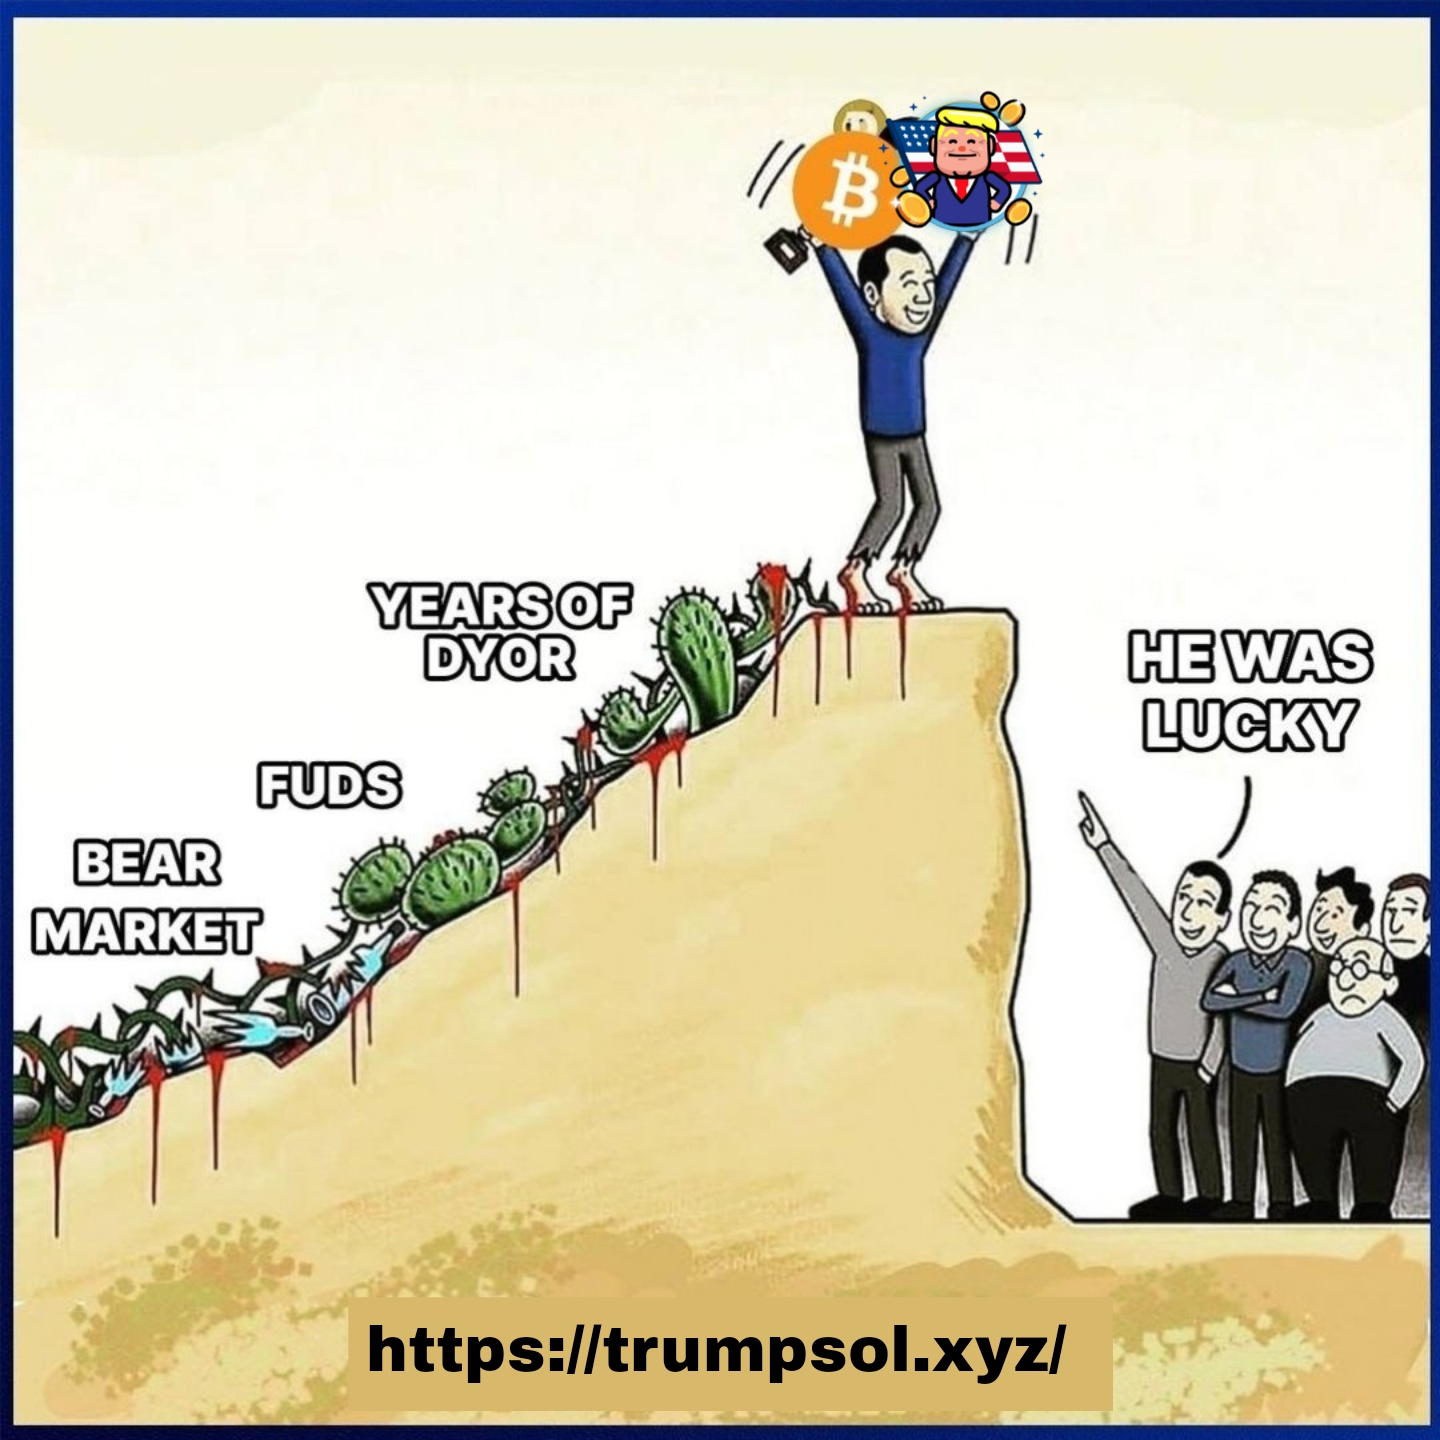 YEARS OF
DYOR
HE WAS
LUCKY
FUDS
BEAR
MARKET
https://trumpsol.xyz/